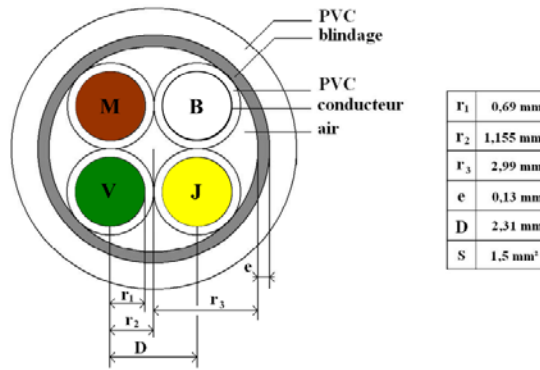 PVC
blindage
PVC
conducteur
air
M B
V J
e
r₁
r₂
r₃
D
r₁ 0,69 mm
r₂ 1,155 mm
r₃ 2,99 mm
e 0,13 mm
D 2,31 mm
S 1,5 mm²